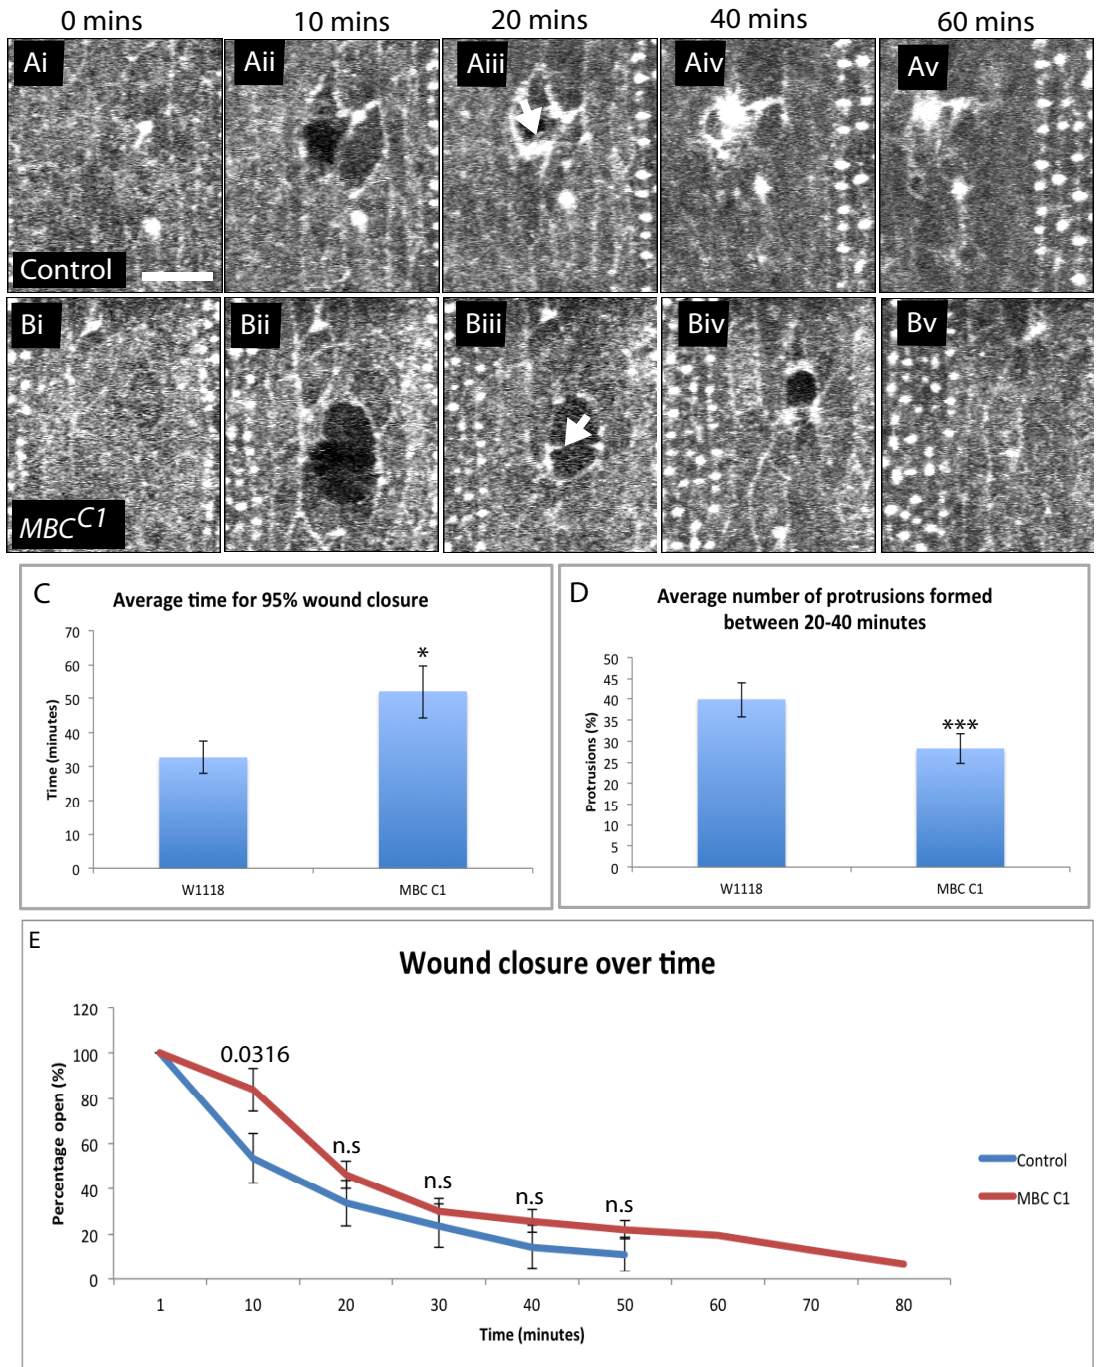 0 mins 10 mins 20 mins 40 mins 60 mins
Ai Aii Aiii Aiv Av
Control
Bi Bii Biii Biv Bv
MBC^C1
C
Average time for 95% wound closure
Time (minutes)
70
60
50
40
30
20
10
0
*
W1118 MBC C1
D
Average number of protrusions formed
between 20-40 minutes
Protrusions (%)
50
45
40
35
30
25
20
15
10
5
0
***
W1118 MBC C1
E
Wound closure over time
Percentage open (%)
120
100
80
60
40
20
0
0.0316
n.s
n.s
n.s
n.s
1 10 20 30 40 50 60 70 80
Time (minutes)
Control
MBC C1